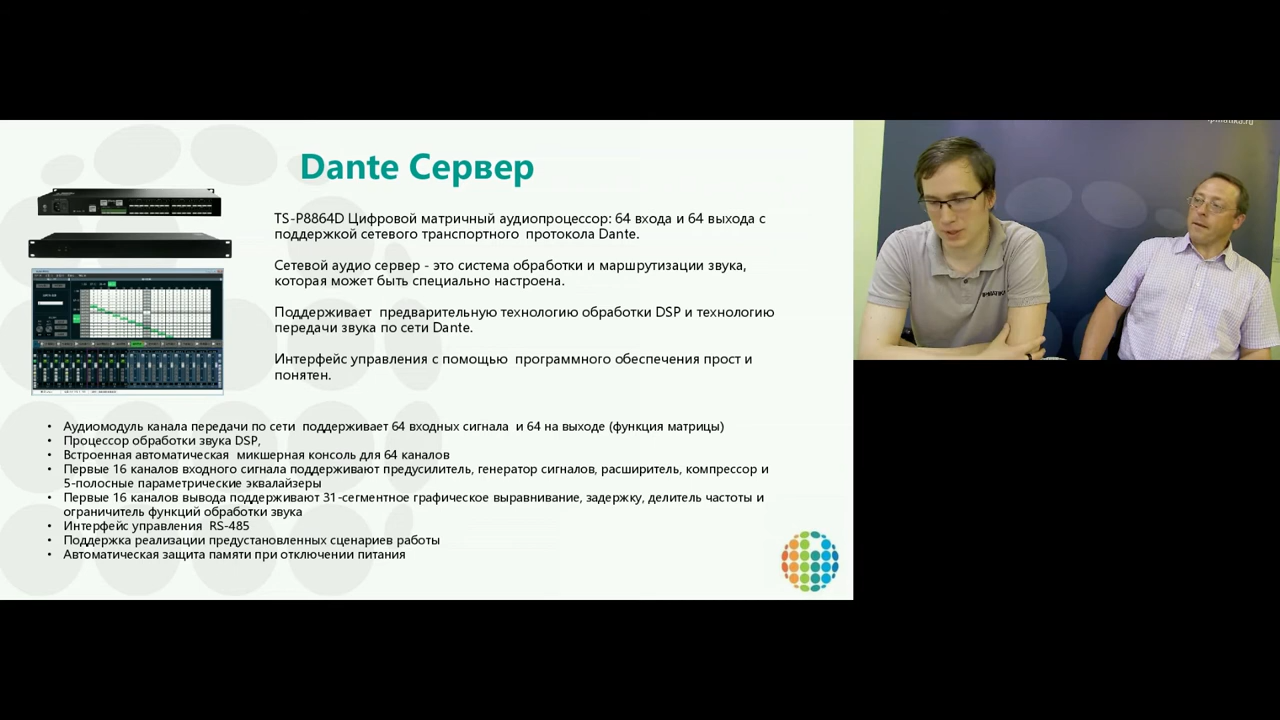 Dante Сервер
TS-P8864D Цифровой матричный аудиопроцессор: 64 входа и 64 выхода с
поддержкой сетевого транспортного протокола Dante.
Сетевой аудио сервер - это система обработки и маршрутизации звука,
которая может быть специально настроена.
Поддерживает предварительную технологию обработки DSP и технологию
передачи звука по сети Dante.
Интерфейс управления с помощью программного обеспечения прост и
понятен.
• Аудиомодуль канала передачи по сети поддерживает 64 входных сигнала и 64 на выходе (функция матрицы)
• Процессор обработки звука DSP,
• Встроенная автоматическая микшерная консоль для 64 каналов
• Первые 16 каналов входного сигнала поддерживают предусилитель, генератор сигналов, расширитель, компрессор и
5-полосные параметрические эквалайзеры
• Первые 16 каналов вывода поддерживают 31-сегментное графическое выравнивание, задержку, делитель частоты и
ограничитель функций обработки звука
• Интерфейс управления RS-485
• Поддержка реализации предустановленных сценариев работы
• Автоматическая защита памяти при отключении питания